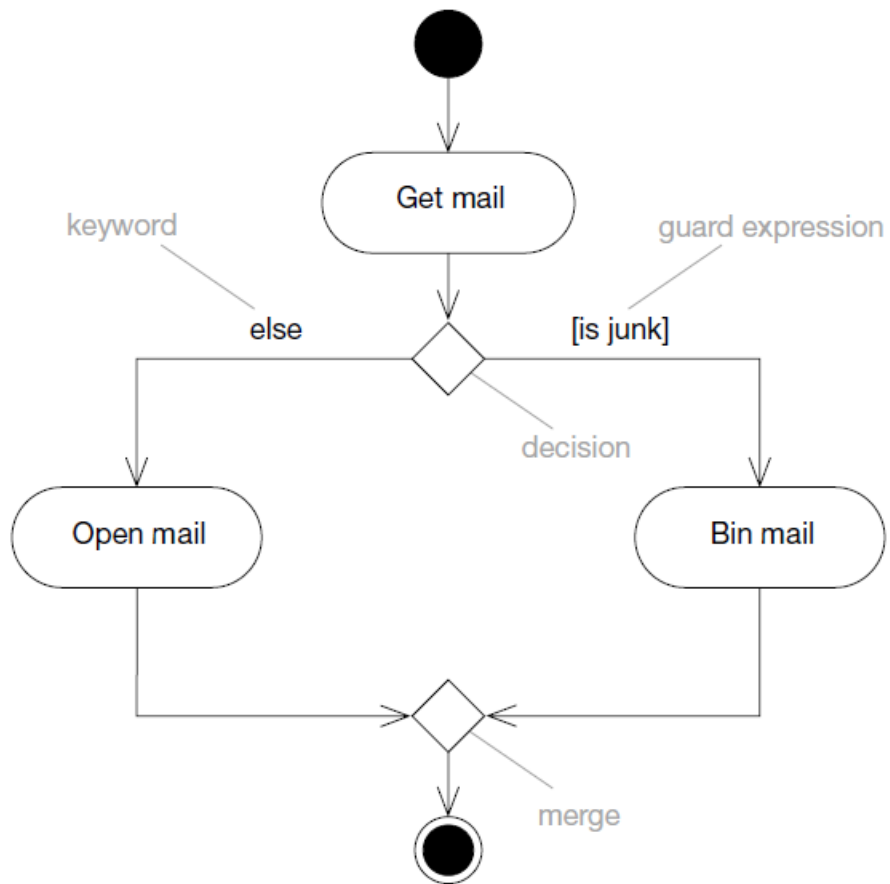 Get mail
keyword
guard expression
else
[is junk]
decision
Open mail
Bin mail
merge